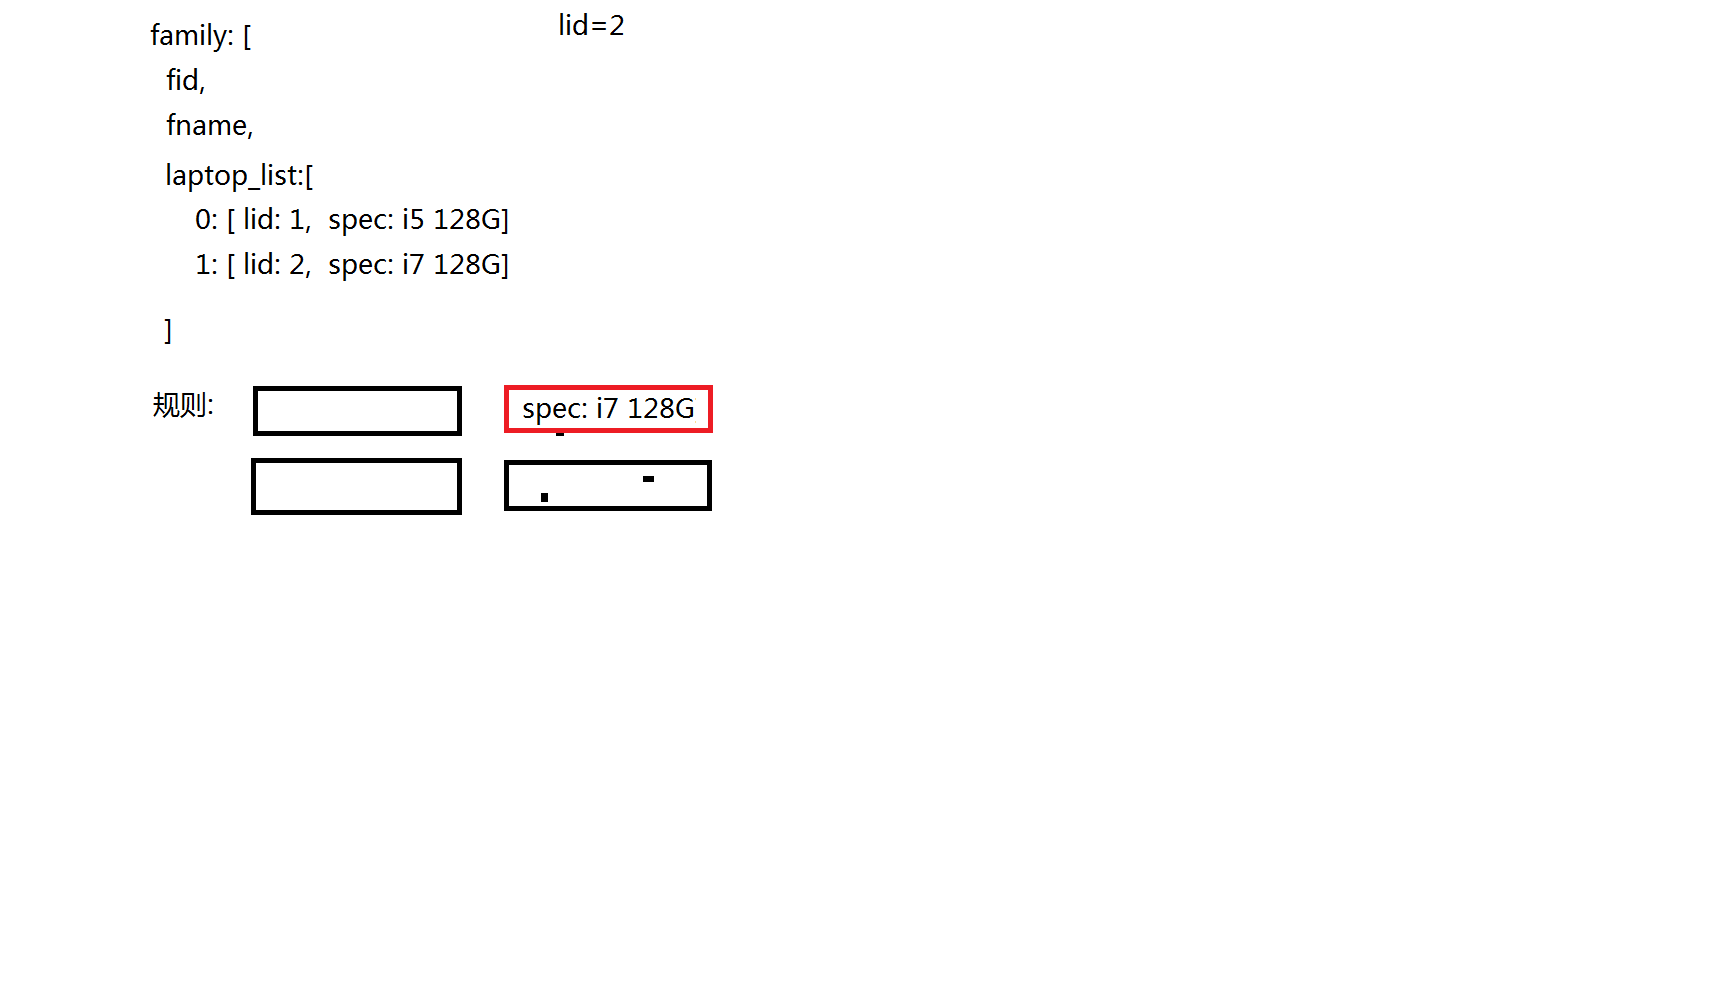 lid=2
family: [
fid,
fname,
laptop_list:[
0: [ lid: 1, spec: i5 128G]
1: [ lid: 2, spec: i7 128G]
]
规则:
spec: i7 128G